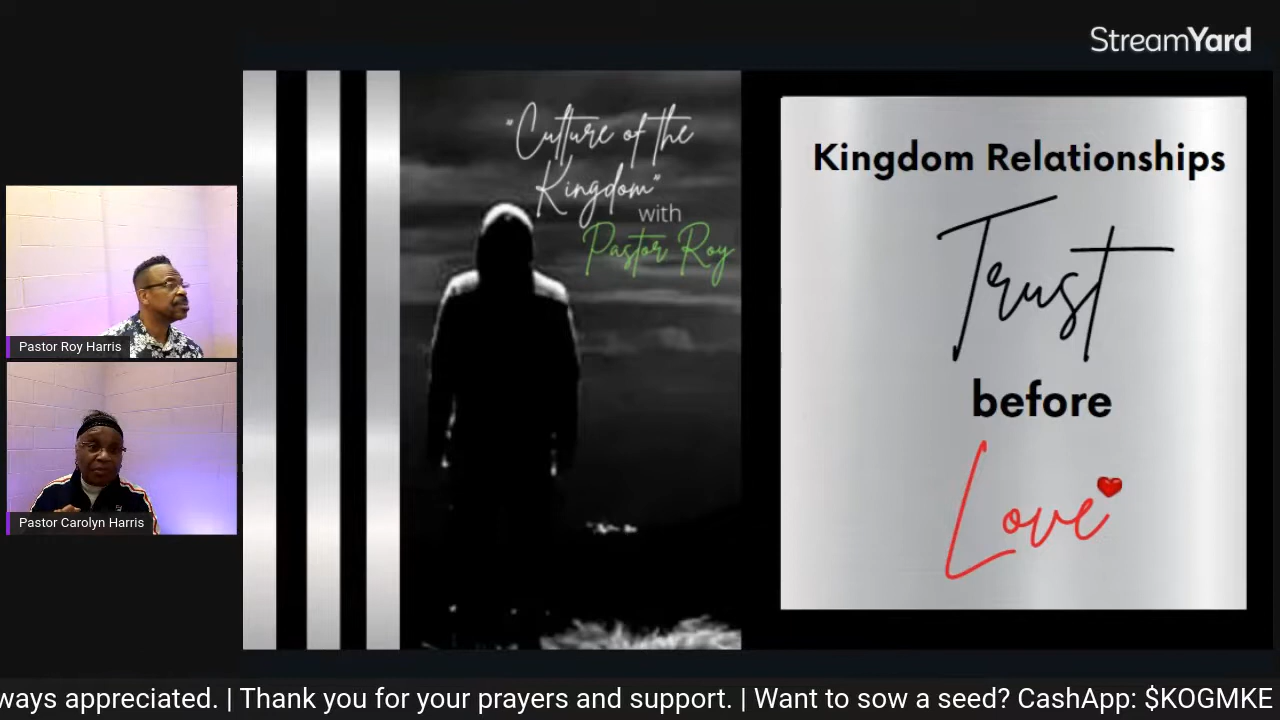 StreamYard
"Culture of the
Kingdom"
with
Pastor Roy
Kingdom Relationships
Trust
before
Love
Pastor Roy Harris
Pastor Carolyn Harris
ways appreciated. | Thank you for your prayers and support. | Want to sow a seed? CashApp: $KOGMKE